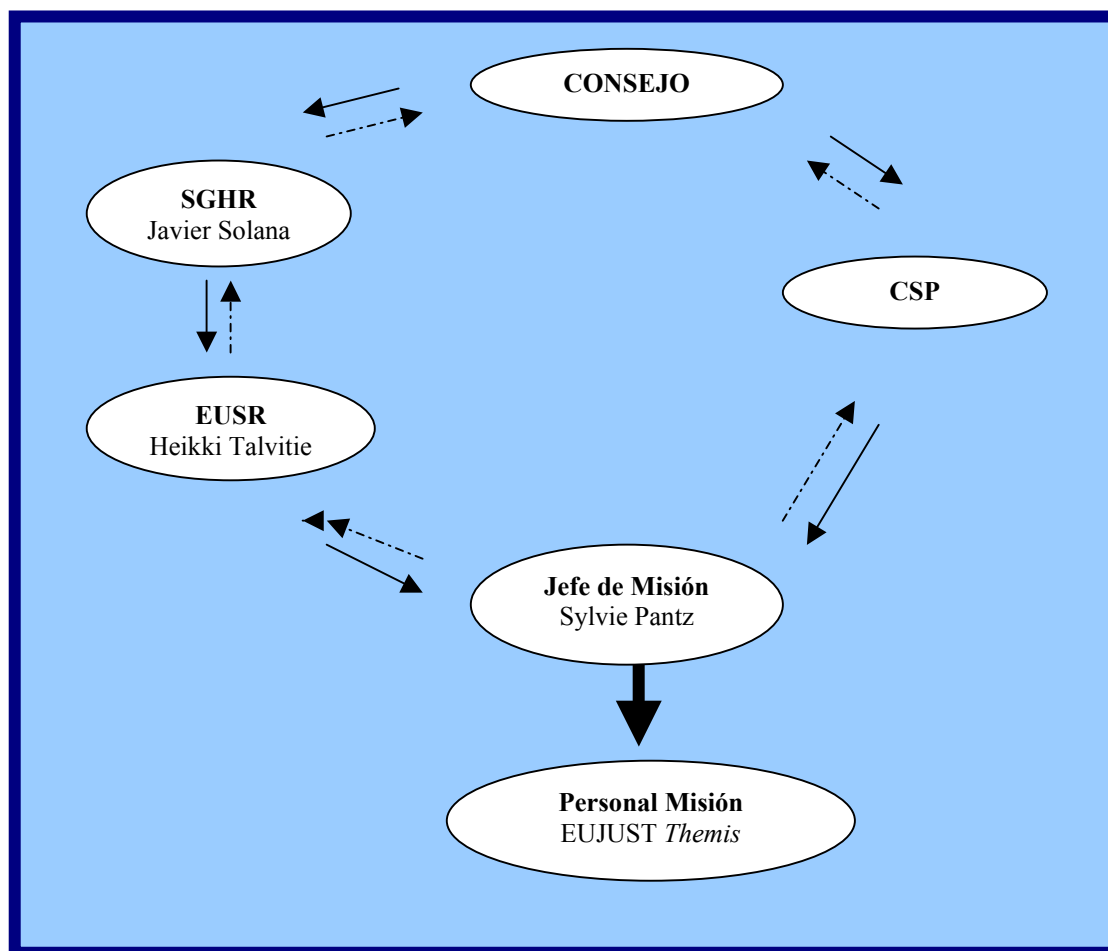 CONSEJO
SGHR
Javier Solana
CSP
EUSR
Heikki Talvitie
Jefe de Misión
Sylvie Pantz
Personal Misión
EUJUST Themis